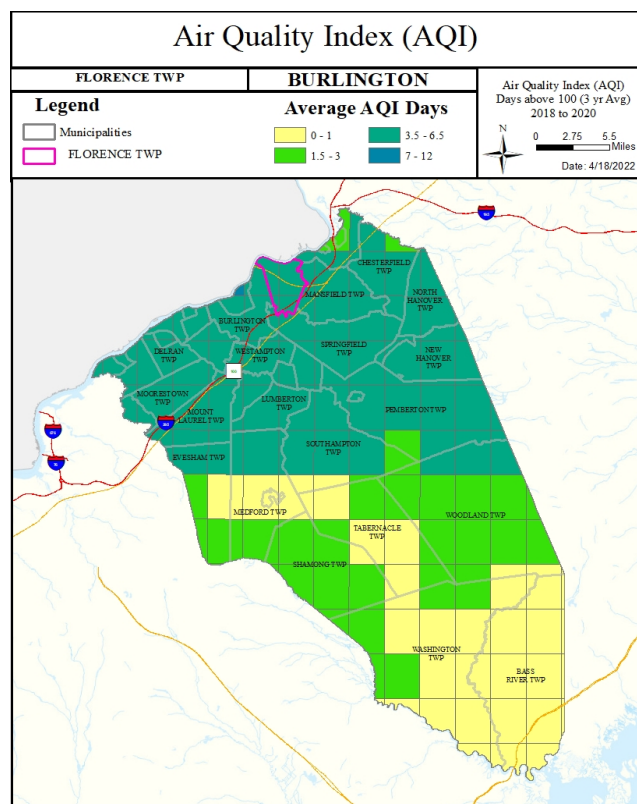 Air Quality Index (AQI)
FLORENCE TWP
BURLINGTON
Legend
Municipalities
FLORENCE TWP
Average AQI Days
0 - 1
3.5 - 6.5
1.5 - 3
7 - 12
Air Quality Index (AQI)
Days above 100 (3 yr Avg)
2018 to 2020
N
0 2.75 5.5
Miles
Date: 4/18/2022
CHESTERFIELD
TWP
MANSFIELD TWP
NORTH
HANOVER
TWP
BURLINGTON
TWP
DELRAN
TWP
WESTAMPTON
TWP
SPRINGFIELD
TWP
NEW
HANOVER
TWP
MOORESTOWN
TWP
LUMBERTON
TWP
MOUNT
LAUREL TWP
PEMBERTON TWP
SOUTHAMPTON
TWP
EVESHAM TWP
MEDFORD TWP
WOODLAND TWP
TABERNACLE
TWP
SHAMONG TWP
WASHINGTON
TWP
BASS
RIVER TWP